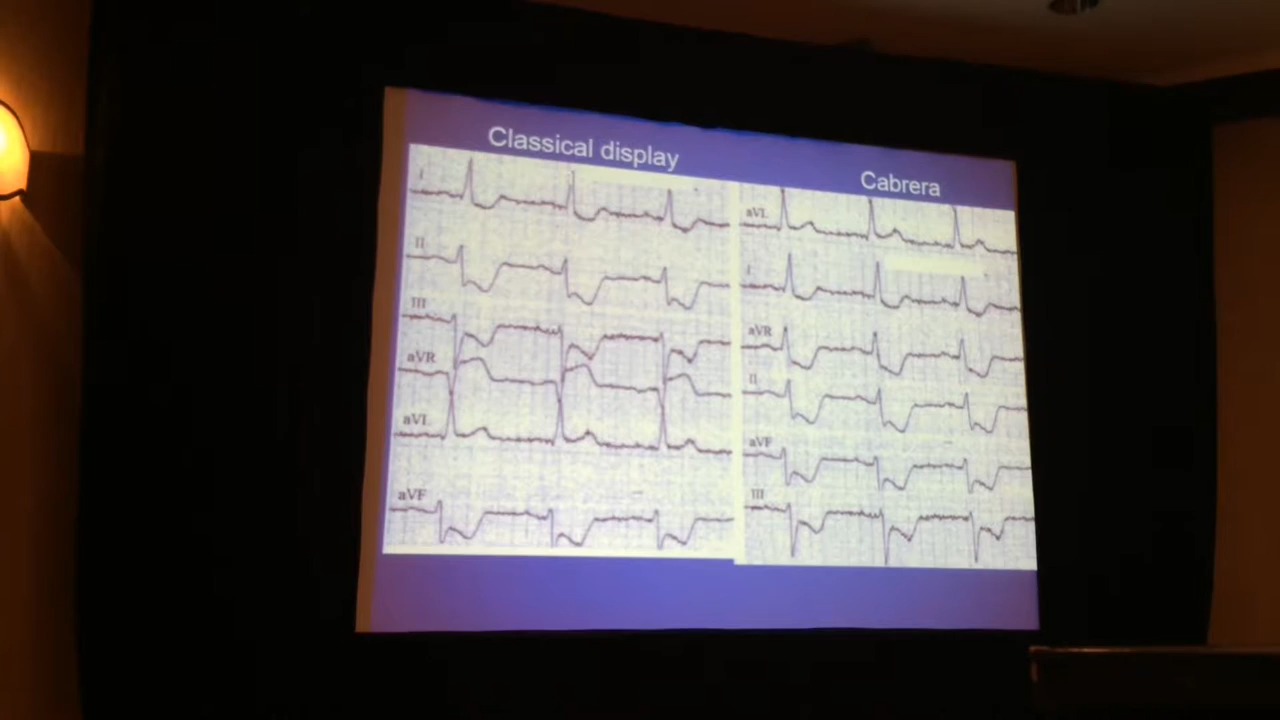 Classical display
I
II
III
aVR
aVL
aVF
Cabrera
aVL
I
aVR
II
aVF
III